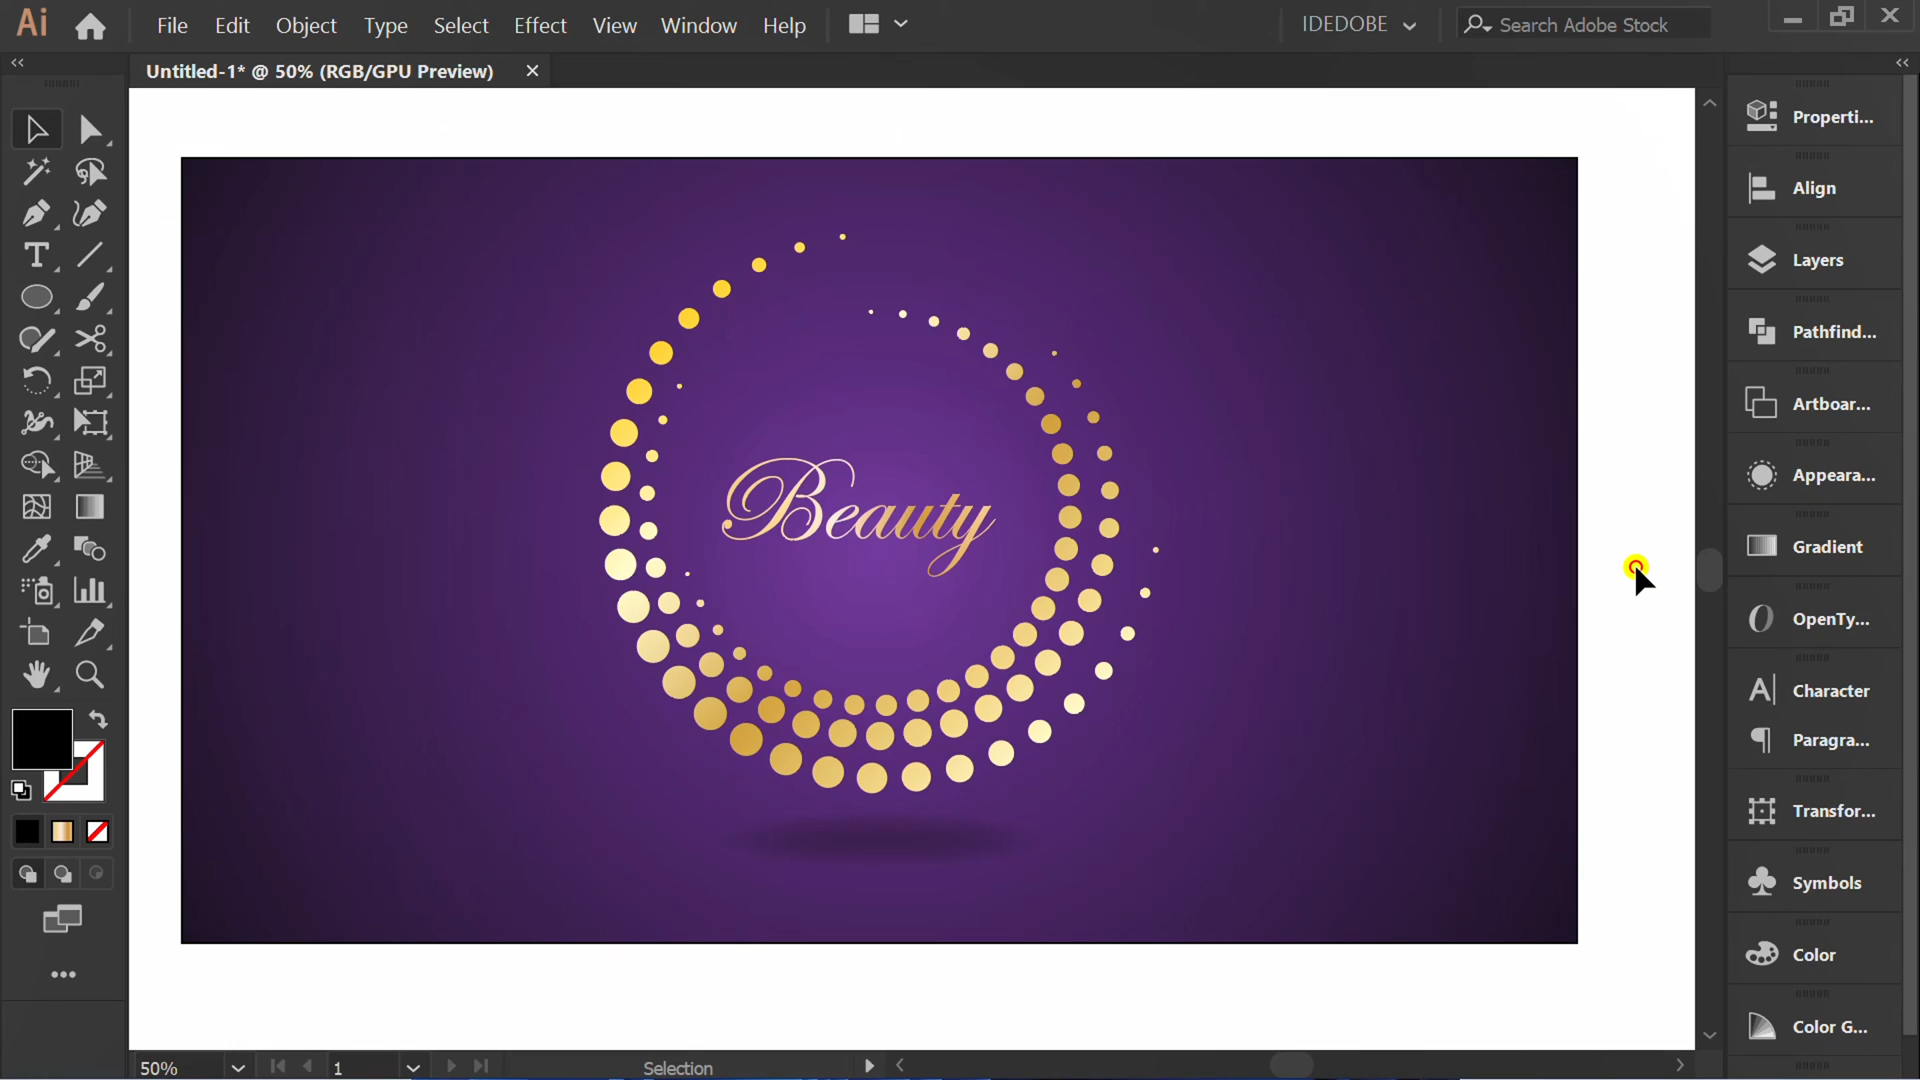 Ai
File Edit Object Type Select Effect View Window Help
IDEDOBE
Search Adobe Stock
Untitled-1* @ 50% (RGB/GPU Preview)
Properti...
Align
Layers
Pathfind...
Artboar...
Appeara...
Gradient
OpenTy...
Character
Paragra...
Transfor...
Symbols
Color
Color G...
Beauty
50%
1
Selection